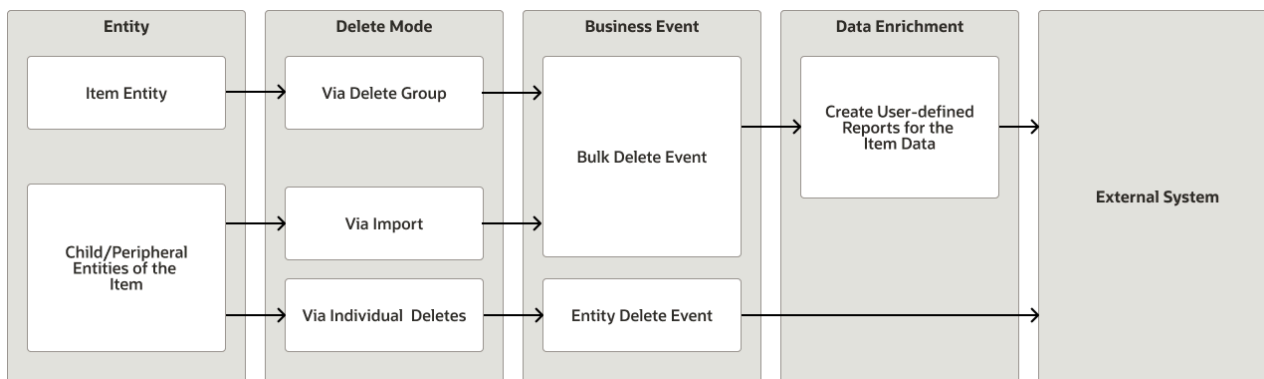 Entity
Delete Mode
Business Event
Data Enrichment
Item Entity
Via Delete Group
Bulk Delete Event
Create User-defined
Reports for the
Item Data
External System
Child/Peripheral
Entities of the
Item
Via Import
Via Individual Deletes
Entity Delete Event